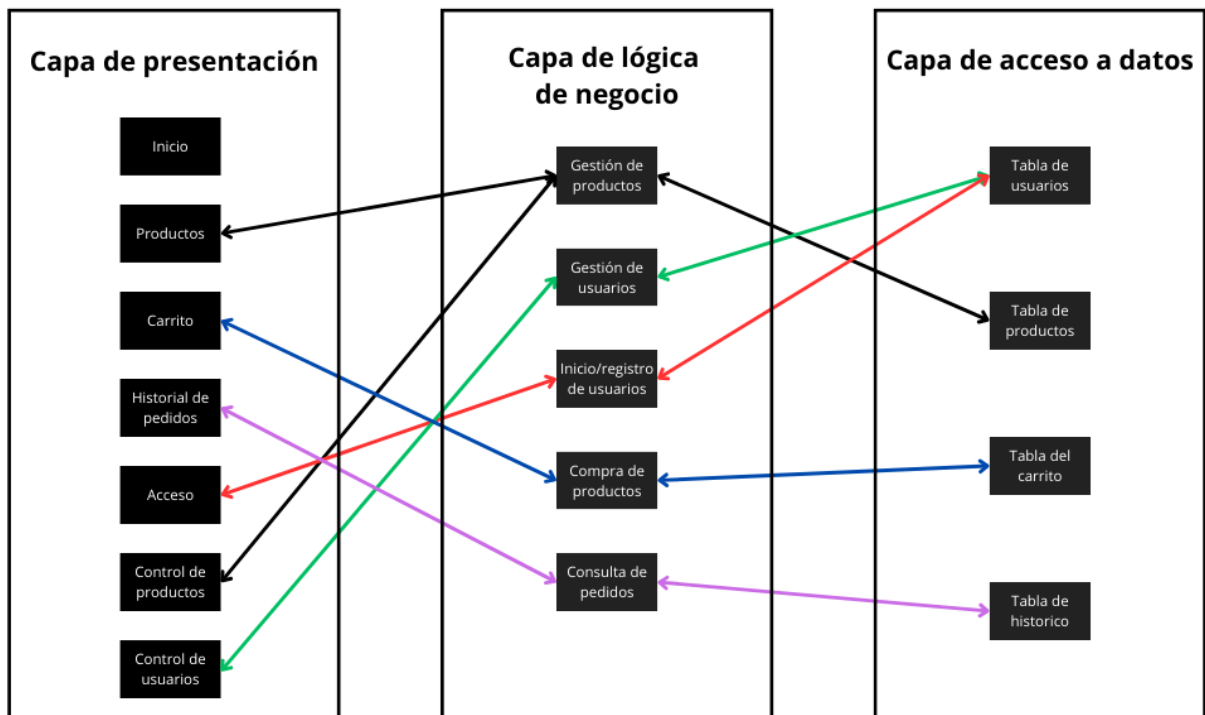 Capa de presentación
Inicio
Productos
Carrito
Historial de
pedidos
Acceso
Control de
productos
Control de
usuarios
Capa de lógica
de negocio
Gestión de
productos
Gestión de
usuarios
Inicio/registro
de usuarios
Compra de
productos
Consulta de
pedidos
Capa de acceso a datos
Tabla de
usuarios
Tabla de
productos
Tabla del
carrito
Tabla de
historico